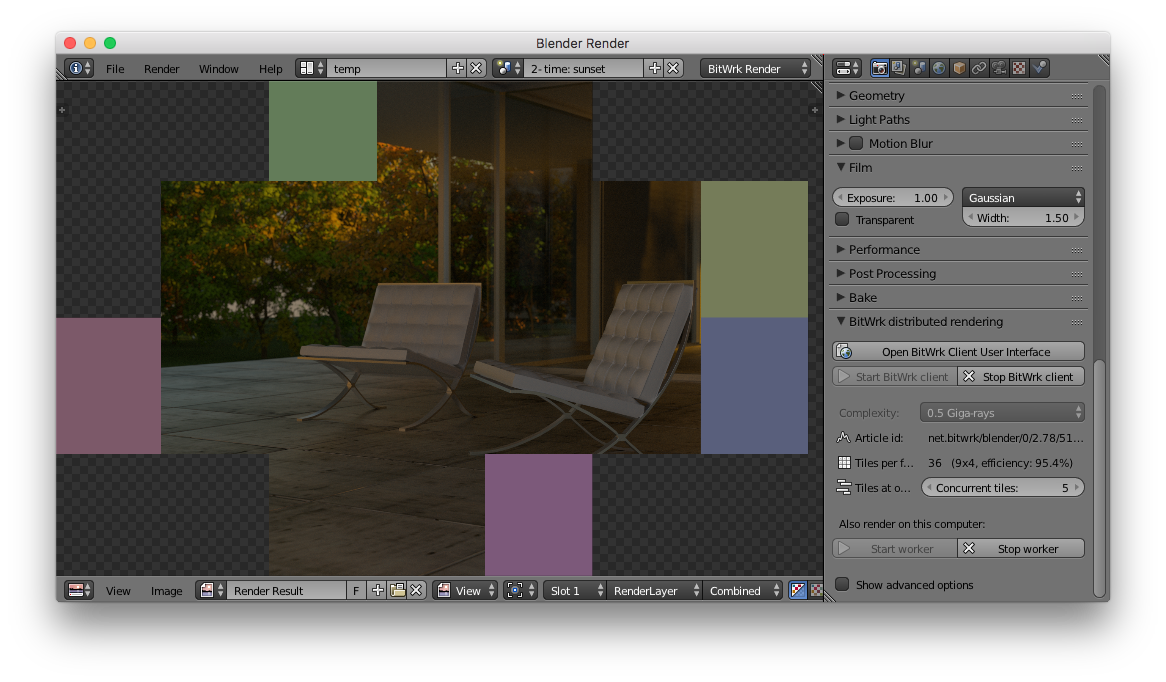 Blender Render
File Render Window Help temp 2- time: sunset BitWrk Render
Geometry
Light Paths
Motion Blur
Film
Exposure: 1.00 Gaussian
Transparent Width: 1.50
Performance
Post Processing
Bake
BitWrk distributed rendering
Open BitWrk Client User Interface
Start BitWrk client Stop BitWrk client
Complexity: 0.5 Giga-rays
Article id: net.bitwrk/blender/0/2.78/51...
Tiles per f... 36 (9x4, efficiency: 95.4%)
Tiles at o... Concurrent tiles: 5
Also render on this computer:
Start worker Stop worker
Show advanced options
View Image Render Result F View Slot 1 RenderLayer Combined